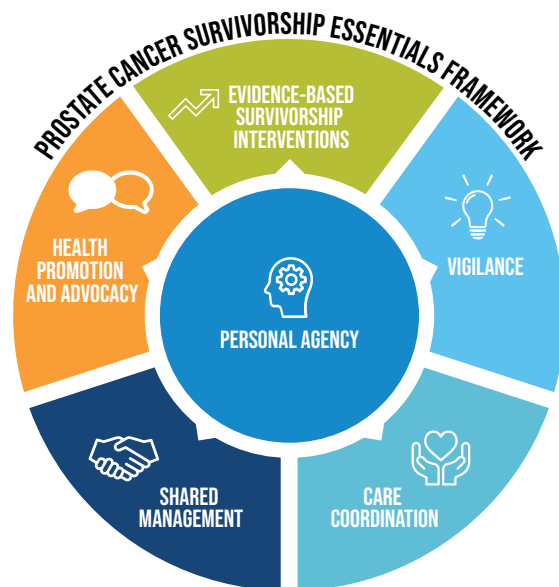 PROSTATE CANCER SURVIVORSHIP ESSENTIALS FRAMEWORK
EVIDENCE-BASED
SURVIVORSHIP
INTERVENTIONS
HEALTH
PROMOTION
AND ADVOCACY
VIGILANCE
PERSONAL AGENCY
SHARED
MANAGEMENT
CARE
COORDINATION